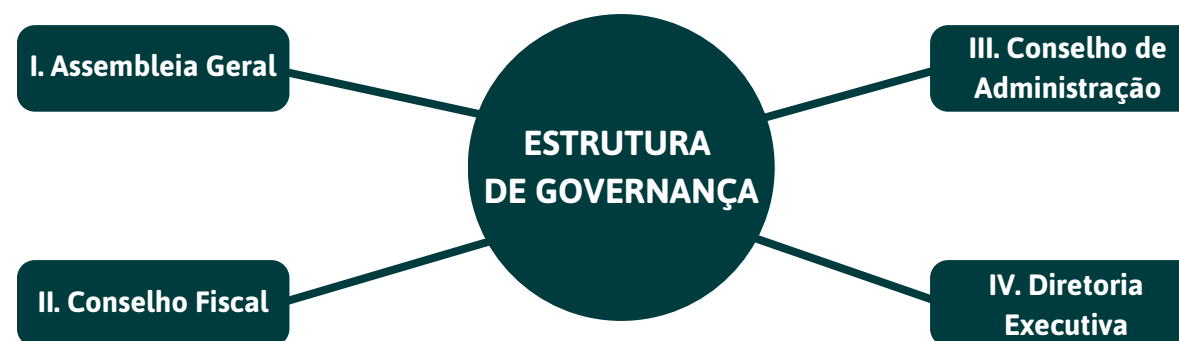 I. Assembleia Geral
II. Conselho Fiscal
ESTRUTURA
DE GOVERNANÇA
III. Conselho de
Administração
IV. Diretoria
Executiva